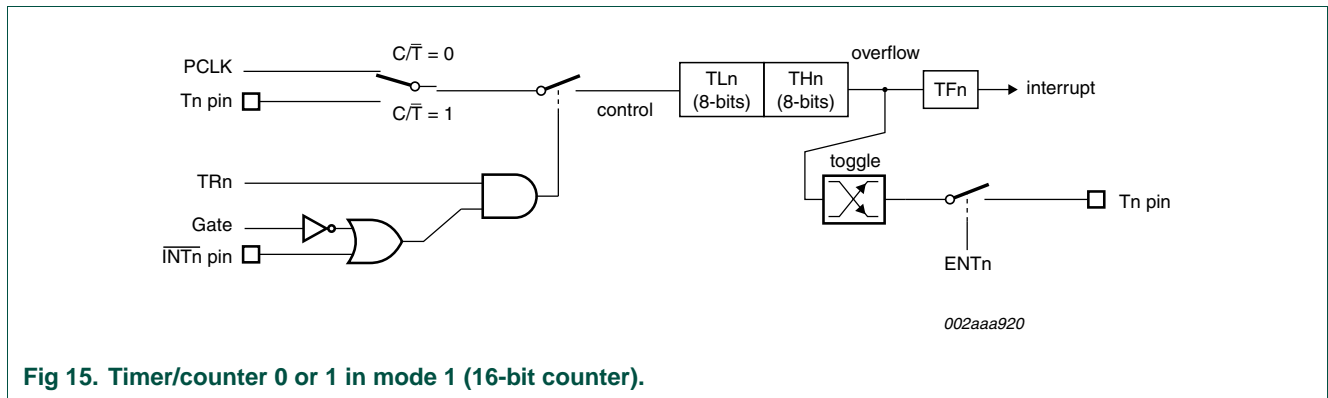 C/T̅ = 0
overflow
PCLK
TLn
(8-bits)
THn
(8-bits)
TFn
interrupt
Tn pin
C/T̅ = 1
control
toggle
TRn
Tn pin
Gate
I̅N̅T̅n̅ pin
ENTn
002aaa920
Fig 15. Timer/counter 0 or 1 in mode 1 (16-bit counter).